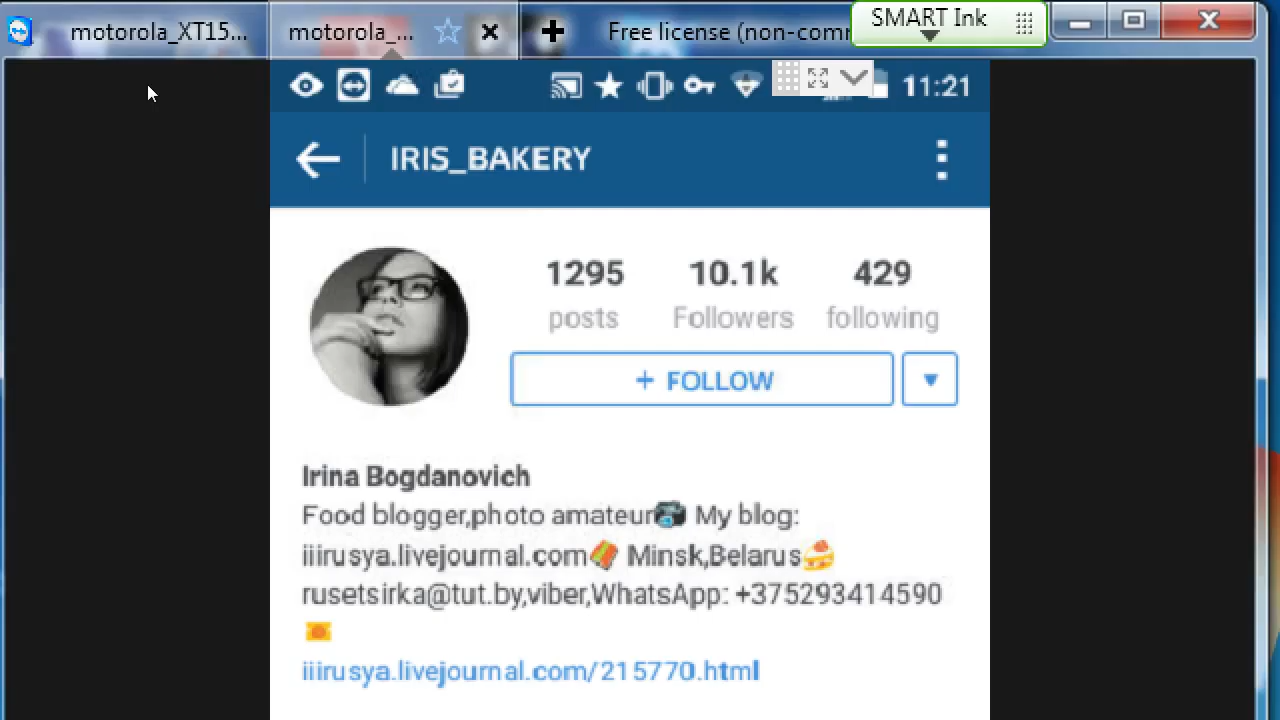 motorola_XT15...
motorola_...
Free license (non-comm
SMART Ink
11:21
IRIS_BAKERY
1295
10.1k
429
posts
Followers
following
+ FOLLOW
Irina Bogdanovich
Food blogger,photo amateur📷 My blog:
iiirusya.livejournal.com Minsk,Belarus🍰
rusetsirka@tut.by,viber,WhatsApp: +375293414590
iiirusya.livejournal.com/215770.html